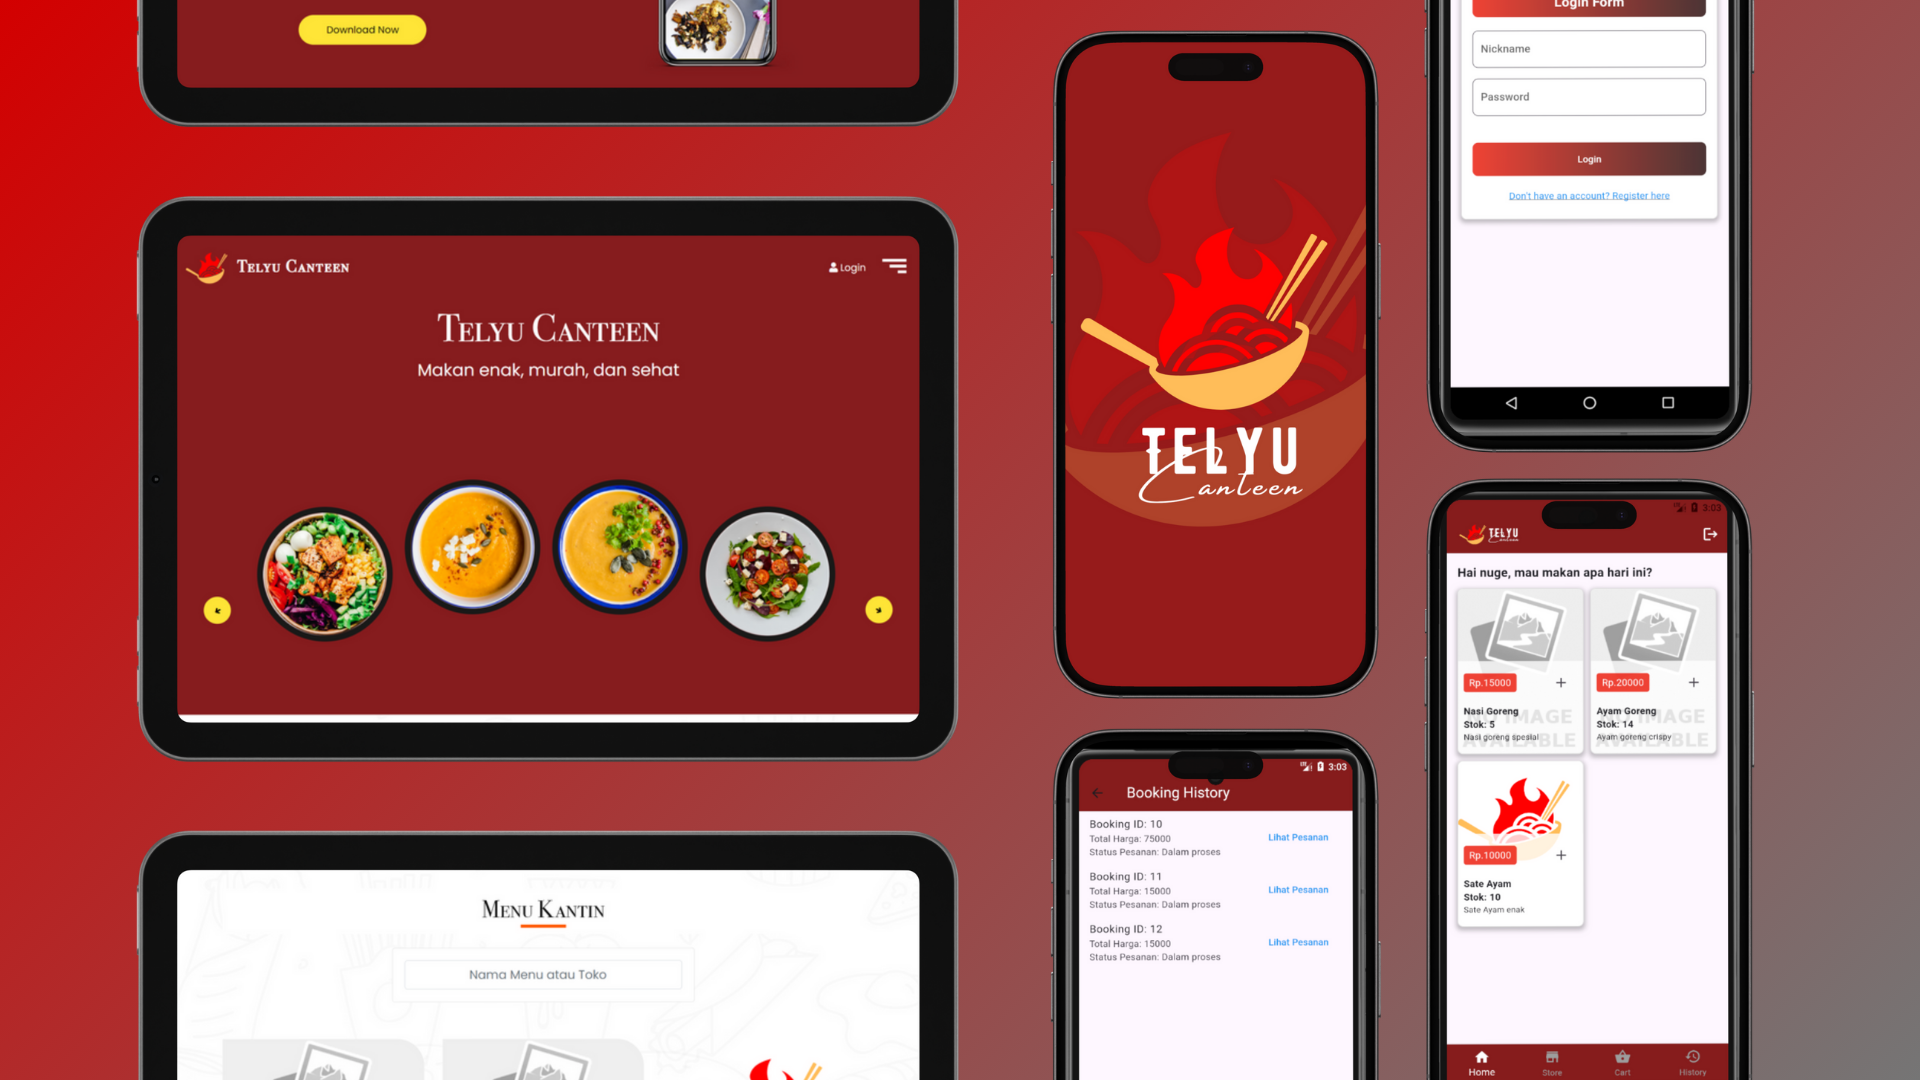 Download Now
TELYU CANTEEN
Login
TELYU CANTEEN
Makan enak, murah, dan sehat
MENU KANTIN
Nama Menu atau Toko
TELYU
Canteen
3:03
Booking History
Booking ID: 10
Total Harga: 75000
Lihat Pesanan
Status Pesanan: Dalam proses
Booking ID: 11
Total Harga: 15000
Lihat Pesanan
Status Pesanan: Dalam proses
Booking ID: 12
Total Harga: 15000
Lihat Pesanan
Status Pesanan: Dalam proses
Login Form
Nickname
Password
Login
Don't have an account? Register here
3:03
TELYU
Hai nuge, mau makan apa hari ini?
Rp.15000
Nasi Goreng
Stok: 5
Nasi goreng spesial
NO IMAGE
AVAILABLE
Rp.20000
Ayam Goreng
Stok: 14
Ayam goreng crispy
NO IMAGE
AVAILABLE
Rp.10000
Sate Ayam
Stok: 10
Sate Ayam enak
Home
Store
Cart
History